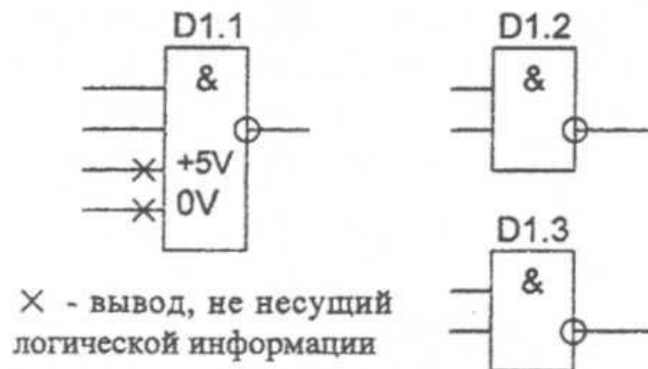 D1.1
&
+5V
0V
D1.2
&
D1.3
&
× - вывод, не несущий
логической информации